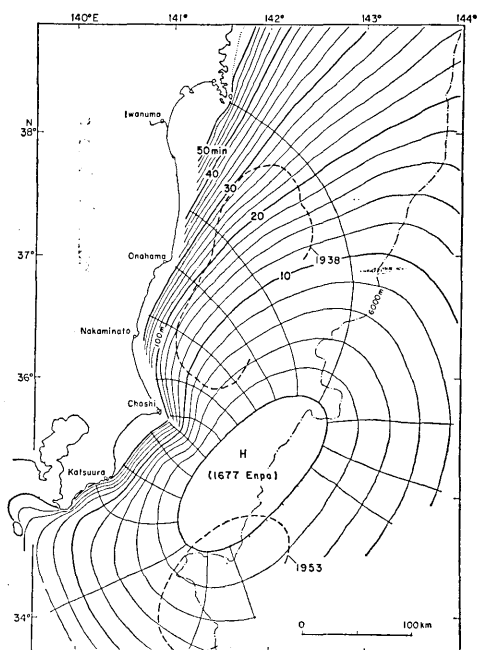 140°E 141° 142° 143° 144°
N
38°
37°
36°
34°
Iwanuma
50min
40
30
20
10
Onahama
1938
6000m
Nakaminato
100m
Choshi
H
(1677 Enpo)
Katsuura
1953
0 100km